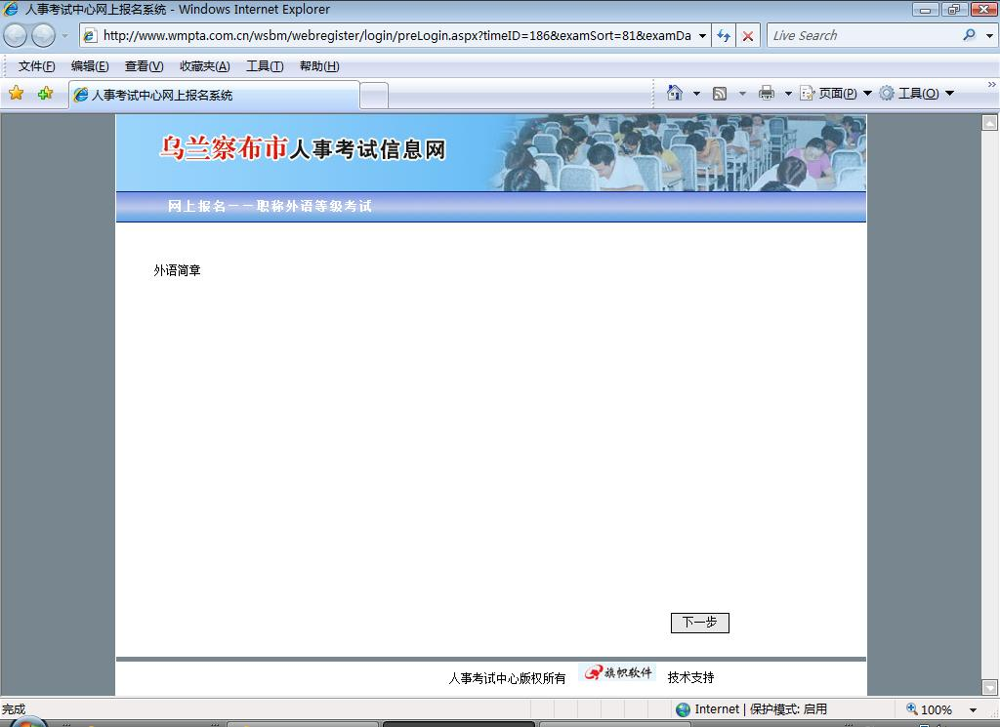 人事考试中心网上报名系统 - Windows Internet Explorer
http://www.wmpta.com.cn/wsbm/webregister/login/preLogin.aspx?timeID=186&examSort=81&examDa
Live Search
文件(F) 编辑(E) 查看(V) 收藏夹(A) 工具(T) 帮助(H)
人事考试中心网上报名系统
页面(P) 工具(O)
乌兰察布市人事考试信息网
网上报名－－职称外语等级考试
外语简章
下一步
人事考试中心版权所有 旗帜软件 技术支持
完成 Internet | 保护模式: 启用 100%